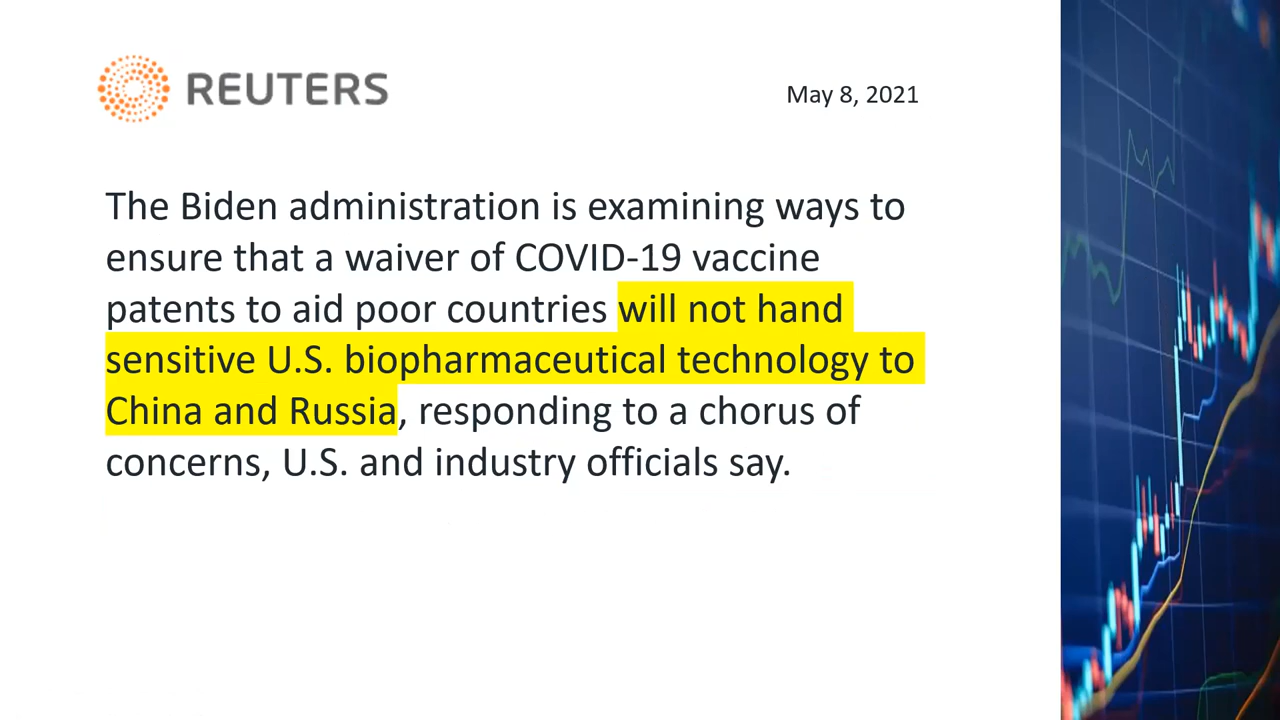 REUTERS
May 8, 2021
The Biden administration is examining ways to
ensure that a waiver of COVID-19 vaccine
patents to aid poor countries will not hand
sensitive U.S. biopharmaceutical technology to
China and Russia, responding to a chorus of
concerns, U.S. and industry officials say.